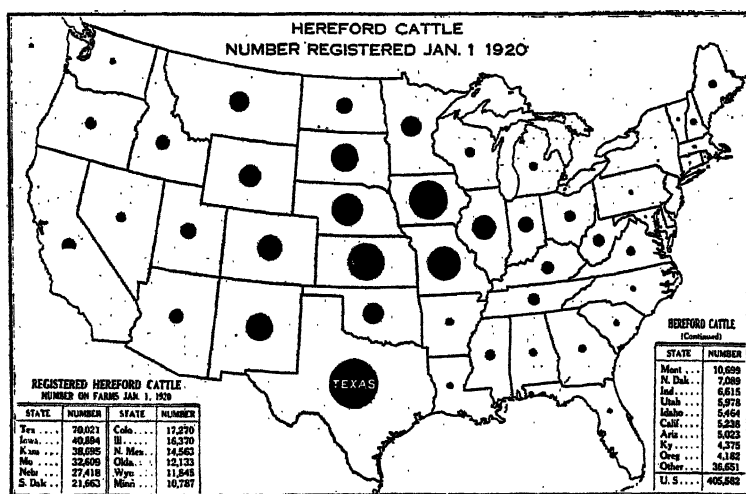 HEREFORD CATTLE
NUMBER REGISTERED JAN. 1 1920
TEXAS
REGISTERED HEREFORD CATTLE
NUMBER ON FARMS JAN. 1, 1920
STATE NUMBER STATE NUMBER
Tex .... 70,021 Colo.... 17,270
Iowa.... 40,894 Ill...... 16,370
Kans ... 38,695 N. Mex. 14,563
Mo .... 32,609 Okla... 12,133
Nebr ... 27,418 Wyo ... 11,845
S. Dak. 21,663 Minn... 10,787
HEREFORD CATTLE
(Continued)
STATE NUMBER
Mont ... 10,699
N. Dak.. 7,089
Ind..... 6,615
Utah.... 5,978
Idaho... 5,464
Calif... 5,238
Ariz .... 5,023
Ky ..... 4,375
Oreg ... 4,182
Other... 36,651
U. S... 405,582